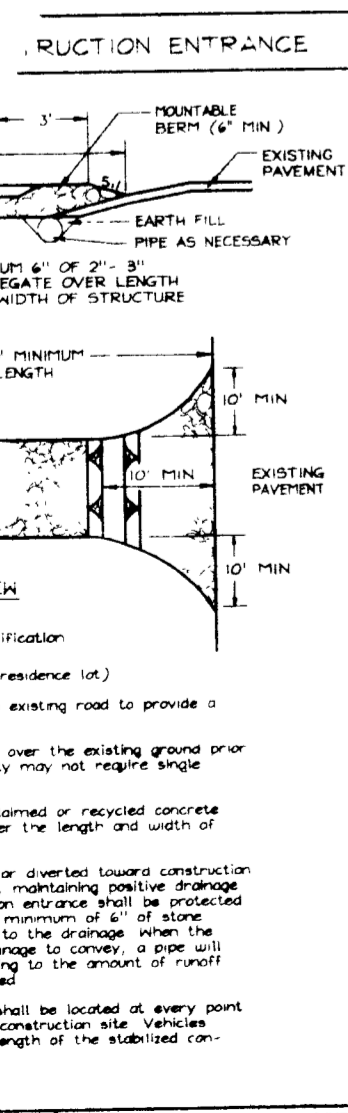 RUCTION ENTRANCE
3'
MOUNTABLE
BERM (6" MIN )
EXISTING
PAVEMENT
EARTH FILL
PIPE AS NECESSARY
UM 6" OF 2"- 3"
EGATE OVER LENGTH
WIDTH OF STRUCTURE
' MINIMUM
LENGTH
10' MIN
10' MIN
EXISTING
PAVEMENT
10' MIN
EW
ification
residence lot)
existing road to provide a
over the existing ground prior
ly may not require single
aimed or recycled concrete
er the length and width of
or diverted toward construction
maintaining positive drainage
on entrance shall be protected
minimum of 6" of stone
to the drainage When the
inage to convey, a pipe will
ng to the amount of runoff
ed
shall be located at every point
construction site Vehicles
ength of the stabilized con-